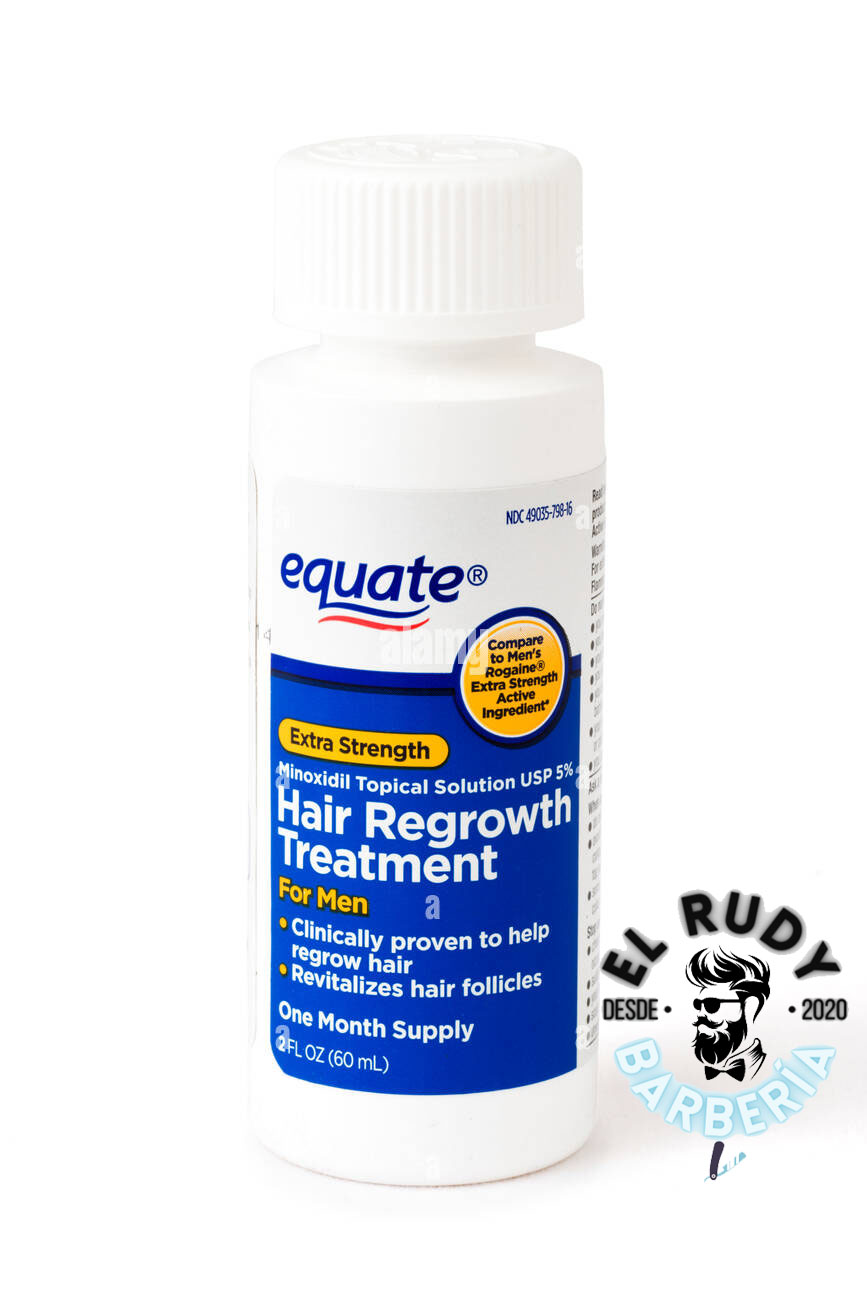 NDC 49035-798-16
equate®
Compare
to Men's
Rogaine®
Extra Strength
Active
Ingredient*
Extra Strength
Minoxidil Topical Solution USP 5%
Hair Regrowth
Treatment
For Men
• Clinically proven to help
regrow hair
• Revitalizes hair follicles
One Month Supply
2 FL OZ (60 mL)
alamy
EL RUDY
DESDE • • 2020
BARBERÍA